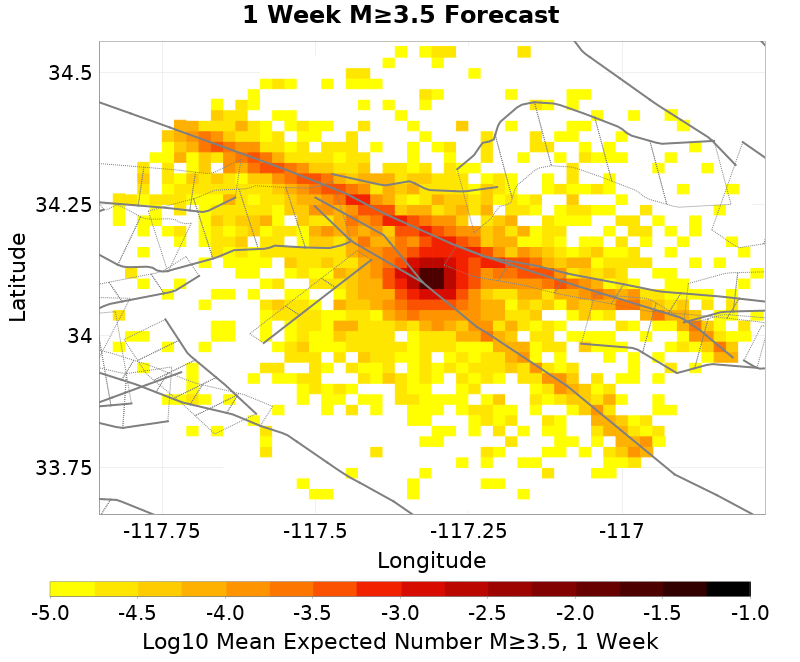 1 Week M≥3.5 Forecast
34.5
34.25
34
33.75
Latitude
-117.75 -117.5 -117.25 -117
Longitude
-5.0 -4.5 -4.0 -3.5 -3.0 -2.5 -2.0 -1.5 -1.0
Log10 Mean Expected Number M≥3.5, 1 Week